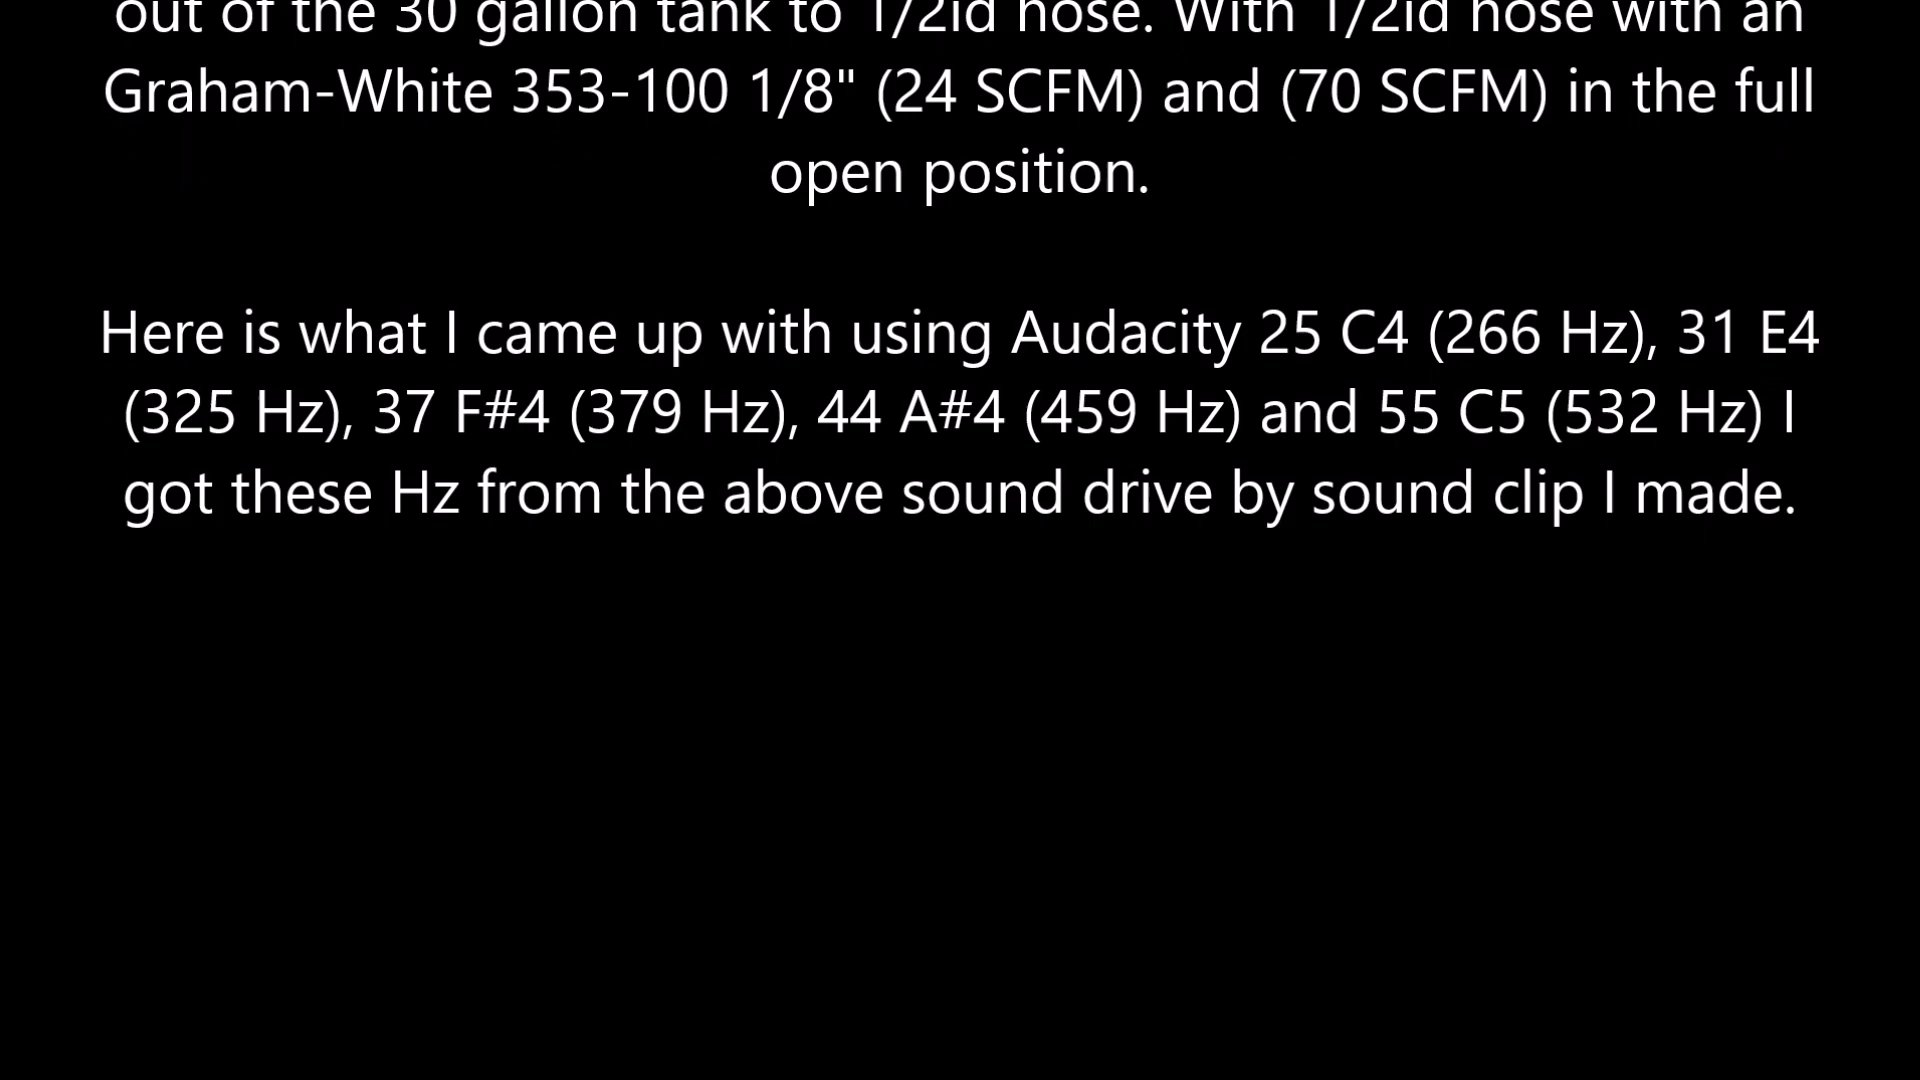 out of the 30 gallon tank to 1/2id hose. With 1/2id hose with an
Graham-White 353-100 1/8" (24 SCFM) and (70 SCFM) in the full
open position.
Here is what I came up with using Audacity 25 C4 (266 Hz), 31 E4
(325 Hz), 37 F#4 (379 Hz), 44 A#4 (459 Hz) and 55 C5 (532 Hz) I
got these Hz from the above sound drive by sound clip I made.